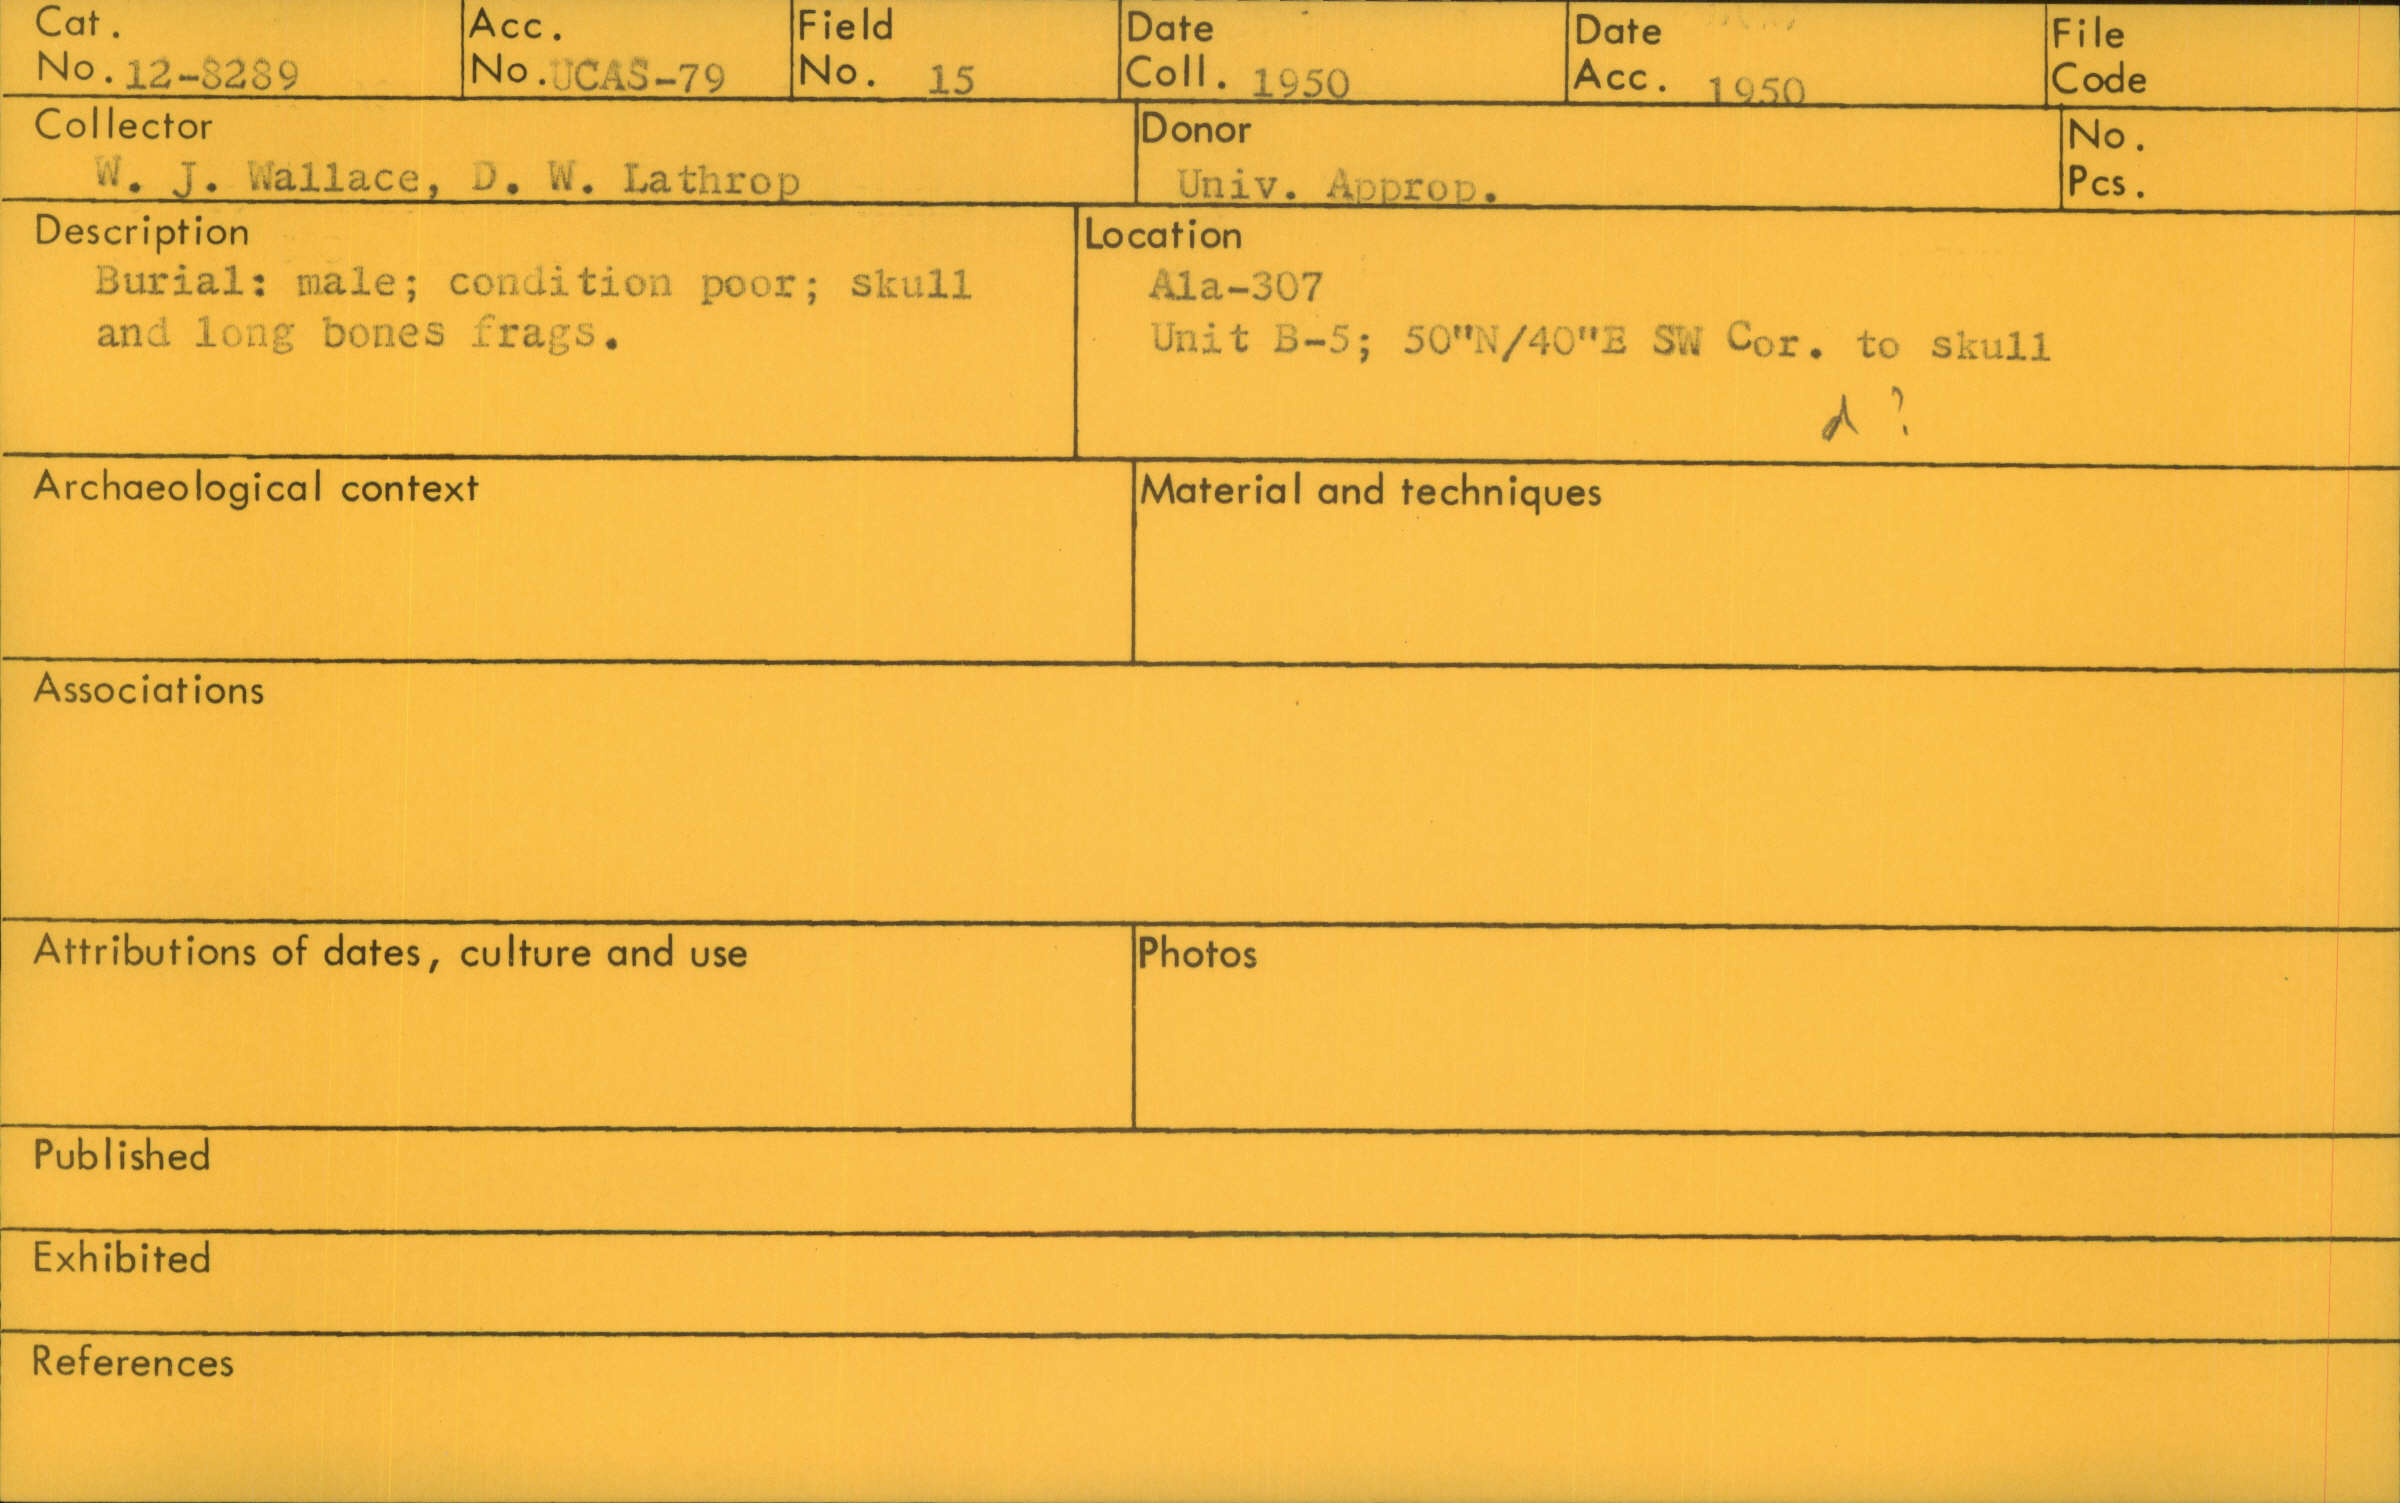 Cat. No. 12-8289
Acc. No. UCAS-79
Field No. 15
Date Coll. 1950
Date Acc. 1950
File Code
Collector
W. J. Wallace, D. W. Lathrop
Donor
Univ. Approp.
No. Pcs.
Description
Burial: male; condition poor; skull
and long bones frags.
Location
Ala-307
Unit B-5; 50"N/40"E SW Cor. to skull
d ?
Archaeological context
Material and techniques
Associations
Attributions of dates, culture and use
Photos
Published
Exhibited
References